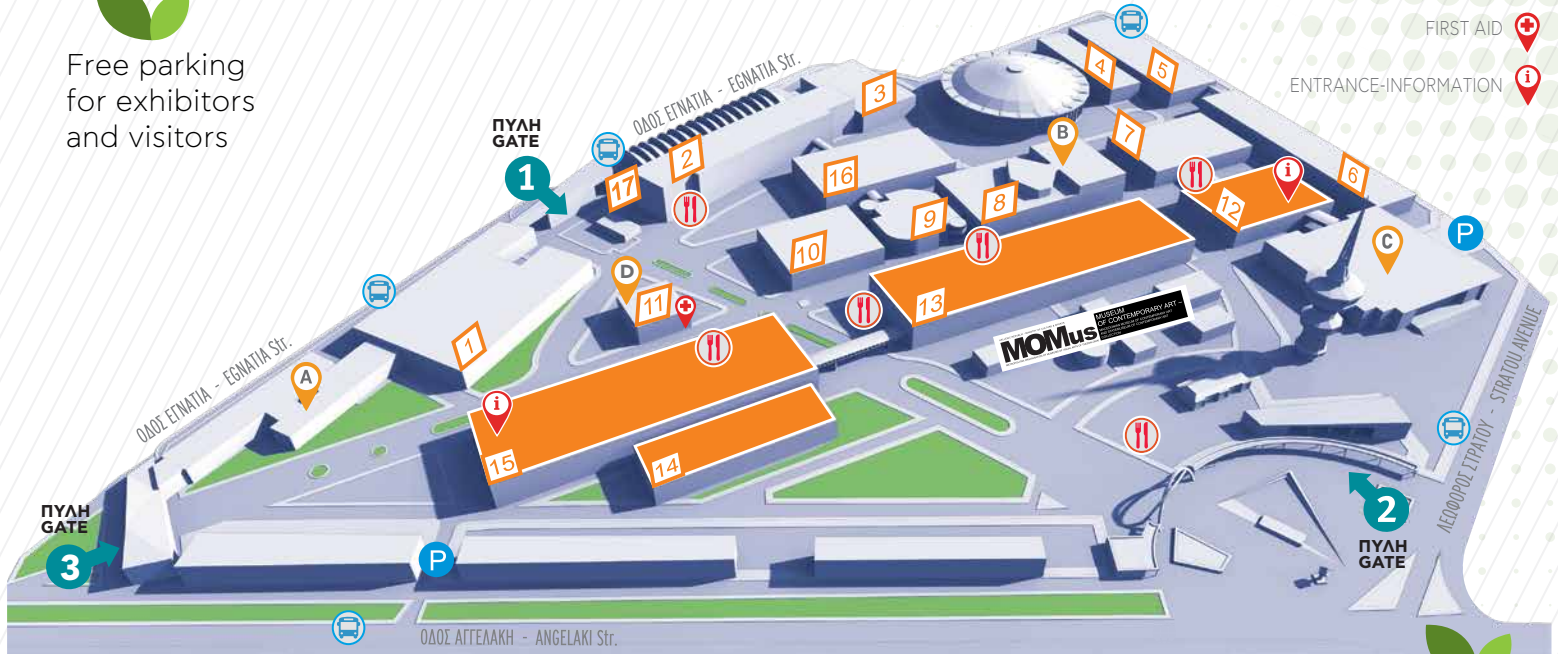 Free parking
for exhibitors
and visitors
FIRST AID
ENTRANCE-INFORMATION
i
ΟΔΟΣ ΕΓΝΑΤΙΑ - EGNATIA Str.
ΠΥΛΗ
GATE
1
17
2
3
4
5
B
7
6
16
8
9
10
12
i
P
C
D
11
13
MOMus
MUSEUM
OF CONTEMPORARY ART –
ΟΔΟΣ ΕΓΝΑΤΙΑ - EGNATIA Str.
A
1
i
15
14
ΠΥΛΗ
GATE
3
P
2
ΠΥΛΗ
GATE
ΛΕΩΦΟΡΟΣ ΣΤΡΑΤΟΥ - STRATOU AVENUE
ΟΔΟΣ ΑΓΓΕΛΑΚΗ - ANGELAKI Str.